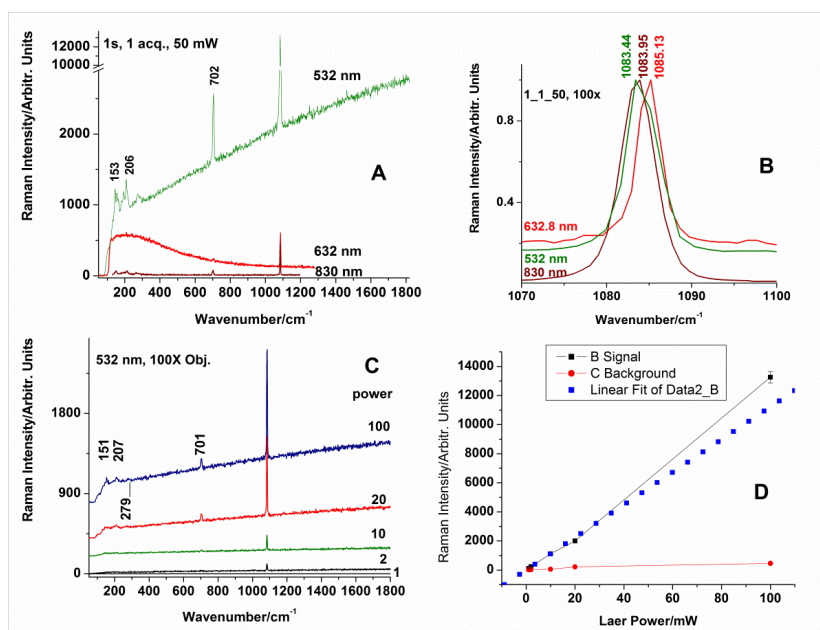 1s, 1 acq., 50 mW
12000
10000
2000
1000
0
Raman Intensity/Arbitr. Units
153
206
702
532 nm
A
632 nm
830 nm
200 400 600 800 1000 1200 1400 1600 1800
Wavenumber/cm-1
1083.44
1083.95
1085.13
1_1_50, 100x
0.8
0.4
Raman Intensity/Arbitr. Units
B
632.8 nm
532 nm
830 nm
1070 1080 1090 1100
Wavenumber/cm-1
532 nm, 100X Obj.
C
power
1800
900
0
Raman Intensity/Arbitr. Units
151
207
279
701
100
20
10
2
1
200 400 600 800 1000 1200 1400 1600 1800
Wavenumber/cm-1
B Signal
C Background
Linear Fit of Data2_B
14000
12000
10000
8000
6000
4000
2000
0
Raman Intensity/Arbitr. Units
D
0 20 40 60 80 100
Laer Power/mW